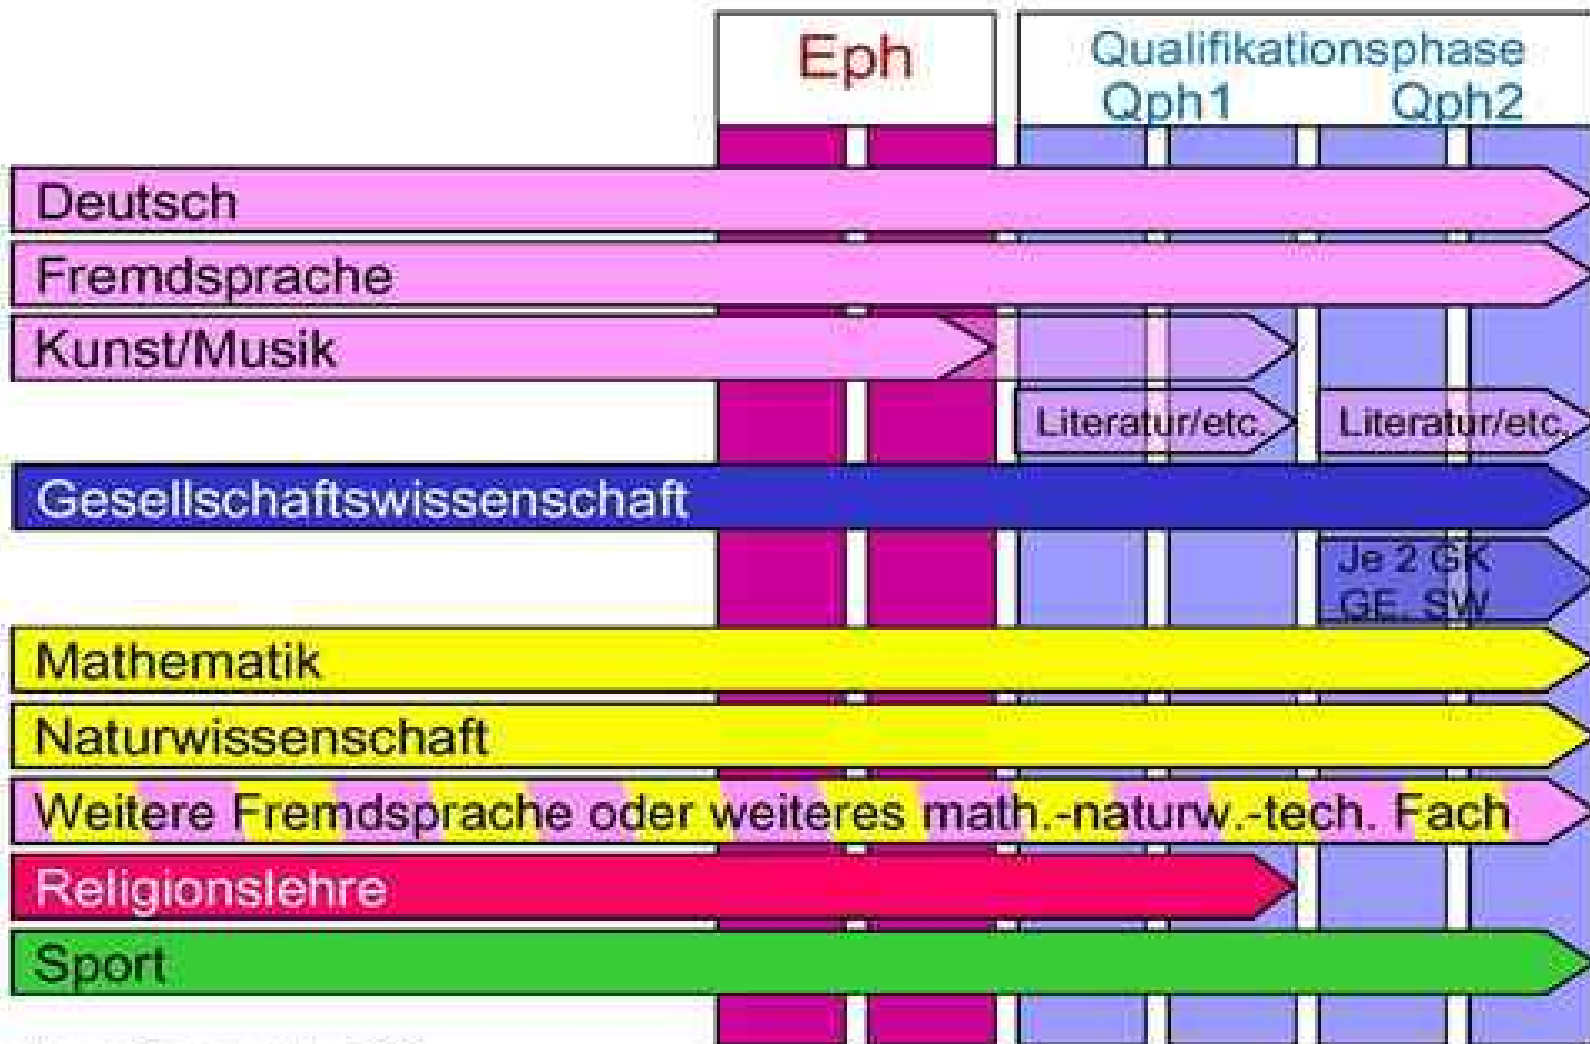 Eph
Qualifikationsphase
Qph1 Qph2
Deutsch
Fremdsprache
Kunst/Musik
Literatur/etc. Literatur/etc.
Gesellschaftswissenschaft
Je 2 GK
GE, SW
Mathematik
Naturwissenschaft
Weitere Fremdsprache oder weiteres math.-naturw.-tech. Fach
Religionslehre
Sport